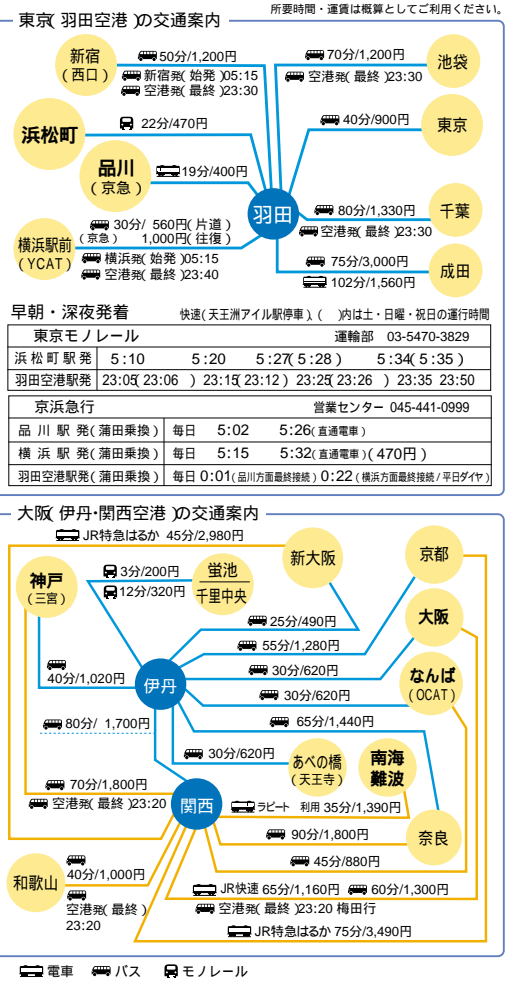 所要時間・運賃は概算としてご利用ください。
東京(羽田空港)の交通案内
新宿
(西口)
50分/1,200円
新宿発(始発)05:15
空港発(最終)23:30
70分/1,200円
空港発(最終)23:30
池袋
浜松町
22分/470円
40分/900円
東京
品川
(京急)
19分/400円
羽田
横浜駅前
(YCAT)
30分/ 560円(片道)
(京急) 1,000円(往復)
横浜発(始発)05:15
空港発(最終)23:40
80分/1,330円
空港発(最終)23:30
千葉
75分/3,000円
102分/1,560円
成田
早朝・深夜発着 快速(天王洲アイル駅停車)、( )内は土・日曜・祝日の運行時間
東京モノレール 運輸部 03-5470-3829
浜松町駅発 5:10 5:20 5:27(5:28) 5:34(5:35)
羽田空港駅発 23:05(23:06) 23:15(23:12) 23:25(23:26) 23:35 23:50
京浜急行 営業センター 045-441-0999
品川駅発(蒲田乗換) 毎日 5:02 5:26(直通電車)
横浜駅発(蒲田乗換) 毎日 5:15 5:32(直通電車)(470円)
羽田空港駅発(蒲田乗換) 毎日 0:01(品川方面最終接続) 0:22(横浜方面最終接続/平日ダイヤ)
大阪(伊丹・関西空港)の交通案内
JR特急はるか 45分/2,980円
神戸
(三宮)
3分/200円
12分/320円
蛍池
千里中央
新大阪
京都
25分/490円
55分/1,280円
大阪
30分/620円
40分/1,020円
伊丹
30分/620円
なんば
(OCAT)
80分/ 1,700円
65分/1,440円
30分/620円
あべの橋
(天王寺)
南海
難波
70分/1,800円
空港発(最終)23:20
関西
ラピート 利用 35分/1,390円
90分/1,800円
奈良
45分/880円
和歌山
40分/1,000円
空港発(最終)
23:20
JR快速 65分/1,160円 60分/1,300円
空港発(最終)23:20 梅田行
JR特急はるか 75分/3,490円
電車 バス モノレール